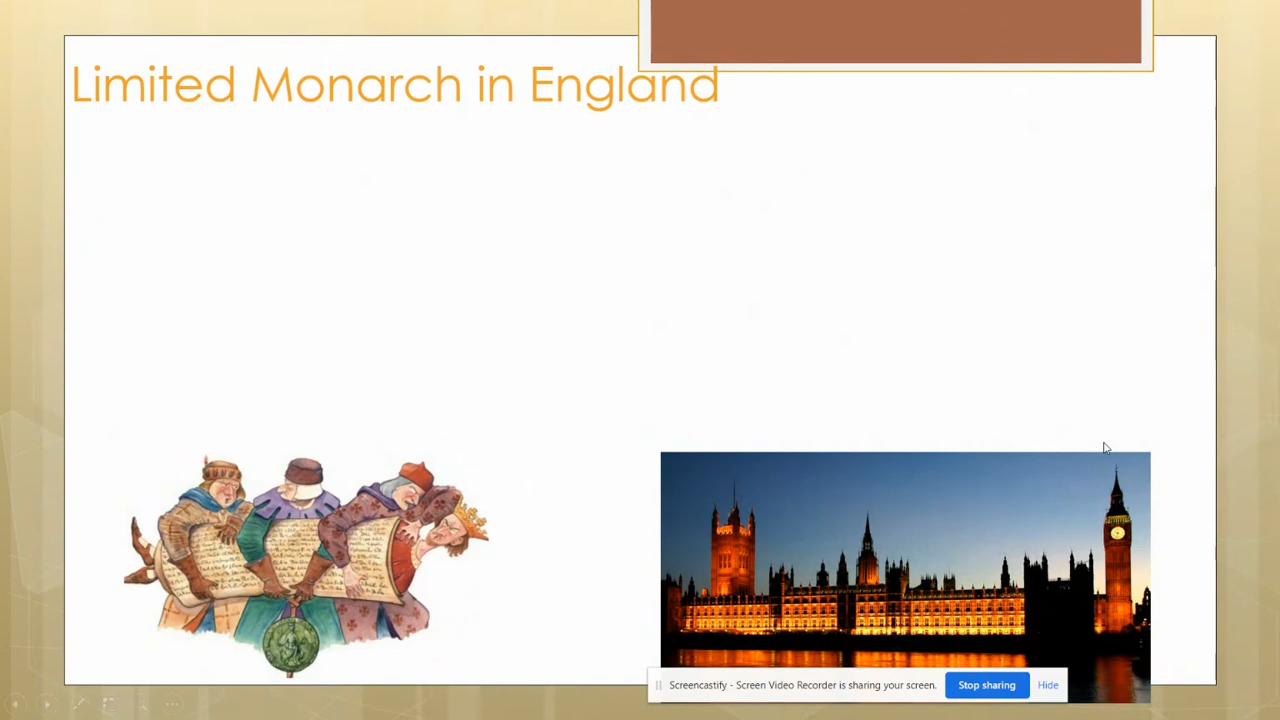 Limited Monarch in England
Screencastify - Screen Video Recorder is sharing your screen.
Stop sharing
Hide